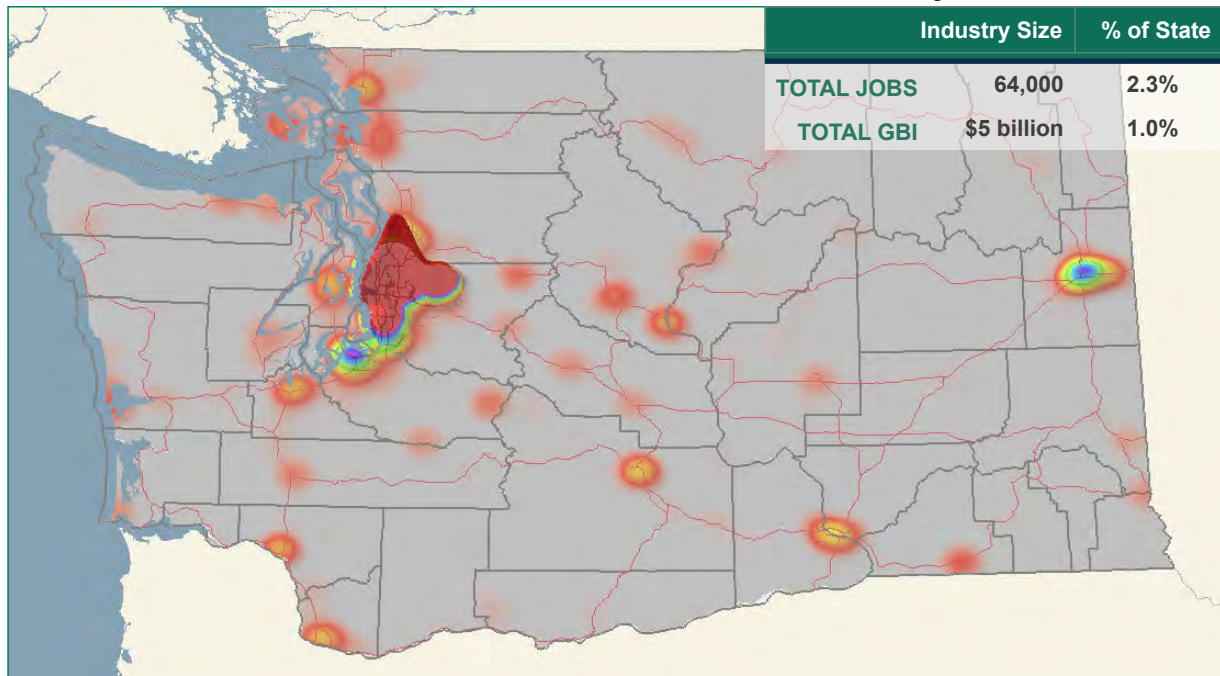 Industry Size % of State
TOTAL JOBS 64,000 2.3%
TOTAL GBI $5 billion 1.0%